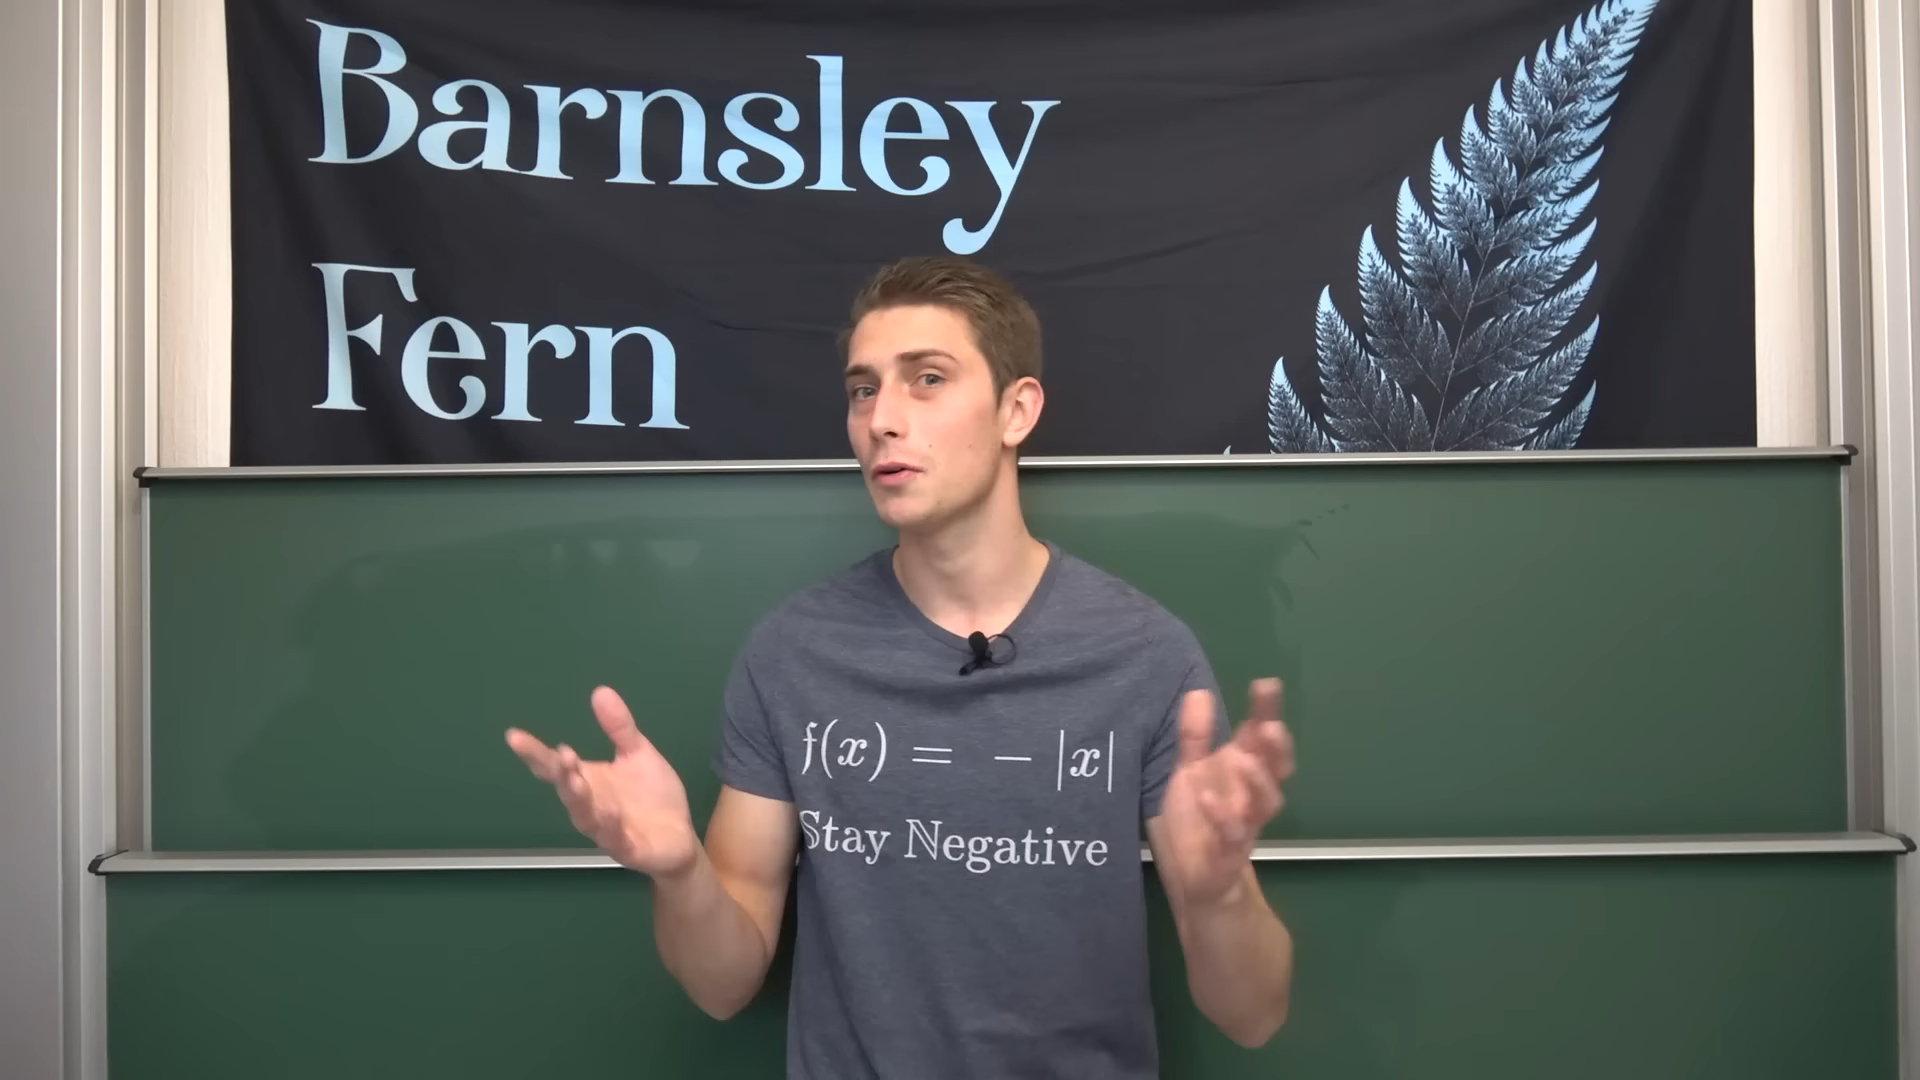 Barnsley
Fern
f(x) = - |x|
Stay Negative